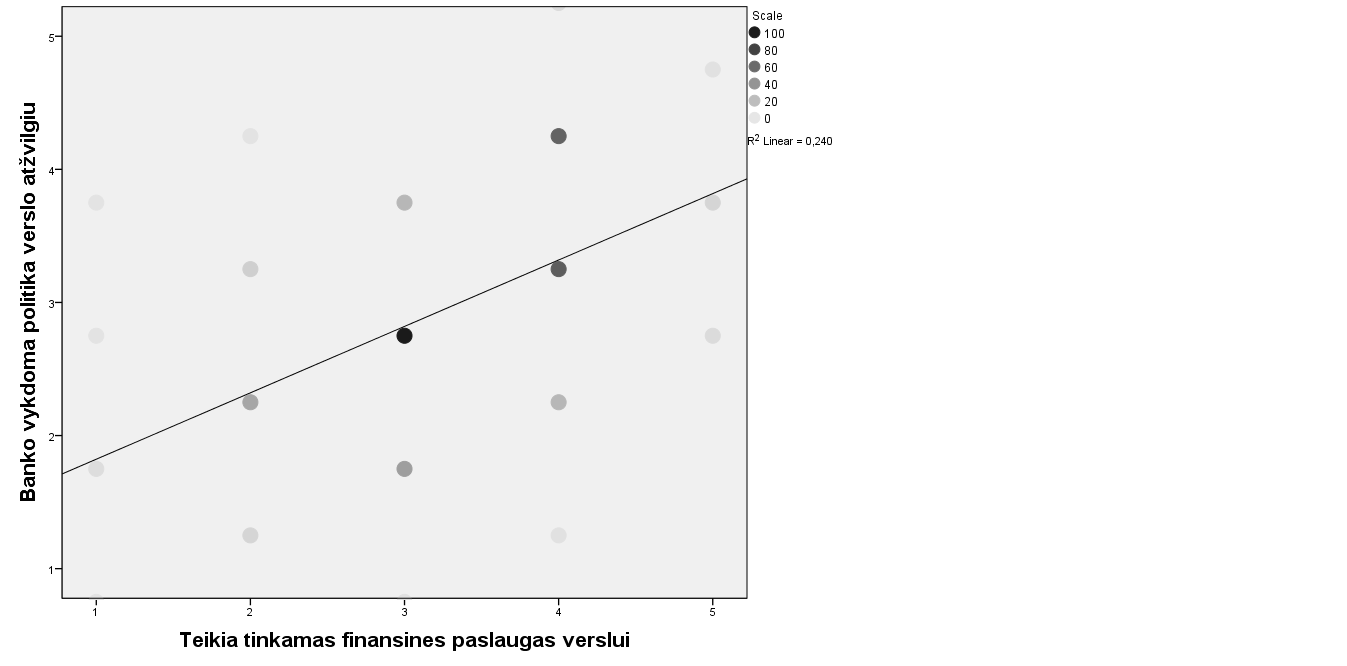 Scale
100
80
60
40
20
0
R2 Linear = 0,240
Banko vykdoma politika verslo atžvilgiu
5
4
3
2
1
1 2 3 4 5
Teikia tinkamas finansines paslaugas verslui